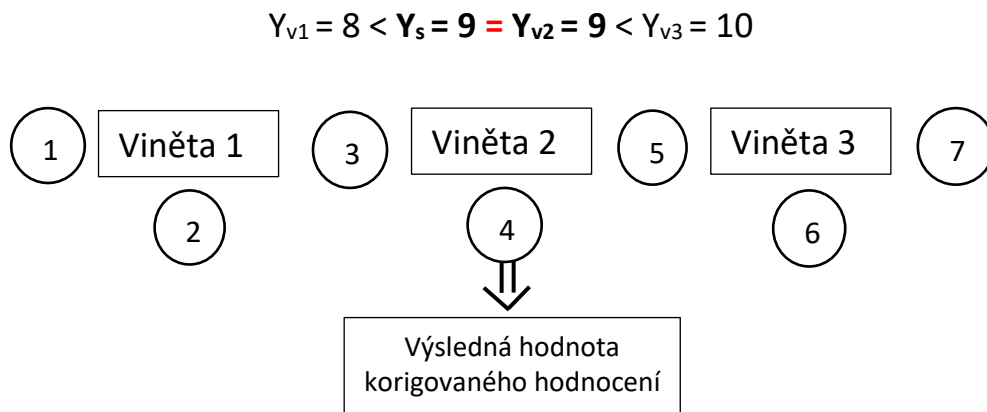 Yv1 = 8 < Ys = 9 = Yv2 = 9 < Yv3 = 10
1 Viněta 1 3 Viněta 2 5 Viněta 3 7
2 4 6
Výsledná hodnota
korigovaného hodnocení